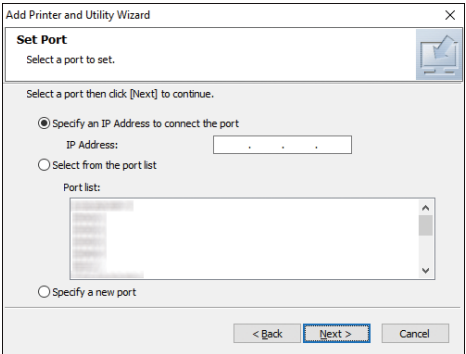 Add Printer and Utility Wizard
Set Port
Select a port to set.
Select a port then click [Next] to continue.
Specify an IP Address to connect the port
IP Address: . . .
Select from the port list
Port list:
Specify a new port
< Back Next > Cancel